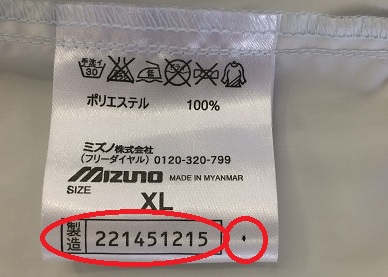 手洗イ
30
ポリエステル 100%
ミズノ株式会社
(フリーダイヤル) 0120-320-799
MIZUNO MADE IN MYANMAR
SIZE
XL
製造 221451215